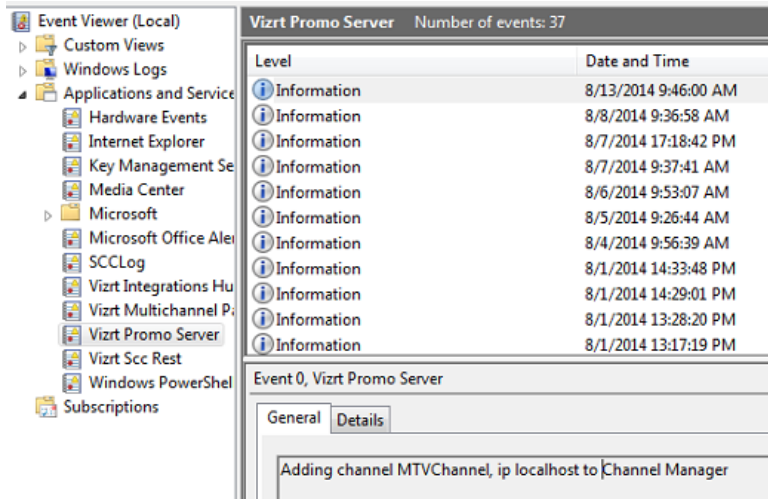 Event Viewer (Local)
Custom Views
Windows Logs
Applications and Service
Hardware Events
Internet Explorer
Key Management Se
Media Center
Microsoft
Microsoft Office Aler
SCCLog
Vizrt Integrations Hu
Vizrt Multichannel Pa
Vizrt Promo Server
Vizrt Scc Rest
Windows PowerShel
Subscriptions
Vizrt Promo Server Number of events: 37
Level Date and Time
Information 8/13/2014 9:46:00 AM
Information 8/8/2014 9:36:58 AM
Information 8/7/2014 17:18:42 PM
Information 8/7/2014 9:37:41 AM
Information 8/6/2014 9:53:07 AM
Information 8/5/2014 9:26:44 AM
Information 8/4/2014 9:56:39 AM
Information 8/1/2014 14:33:48 PM
Information 8/1/2014 14:29:01 PM
Information 8/1/2014 13:28:20 PM
Information 8/1/2014 13:17:19 PM
Event 0, Vizrt Promo Server
General Details
Adding channel MTVChannel, ip localhost to Channel Manager